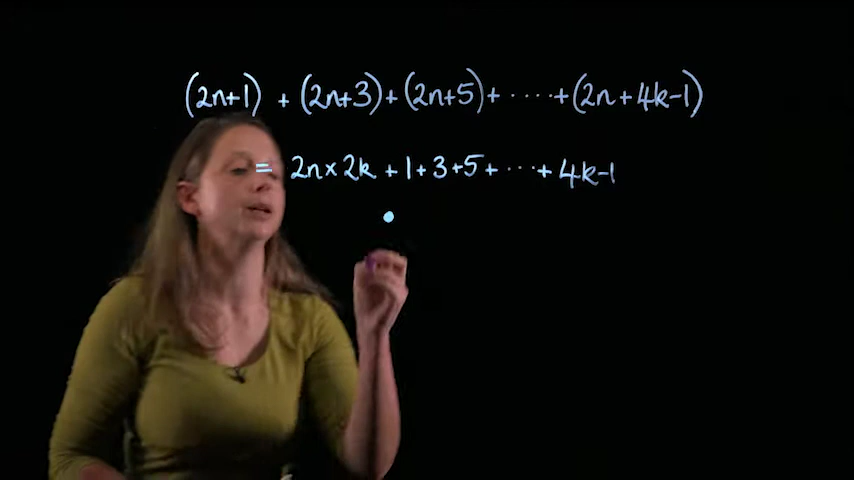 (2n+1) + (2n+3)+(2n+5)+ ····+(2n+4k-1)
= 2n×2k + 1+3+5+ ··· + 4k-1